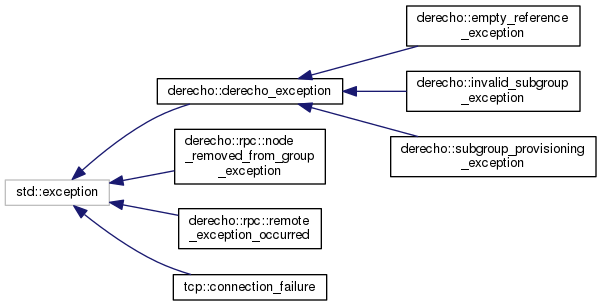 derecho::empty_reference
_exception
derecho::derecho_exception
derecho::invalid_subgroup
_exception
derecho::rpc::node
_removed_from_group
_exception
derecho::subgroup_provisioning
_exception
std::exception
derecho::rpc::remote
_exception_occurred
tcp::connection_failure